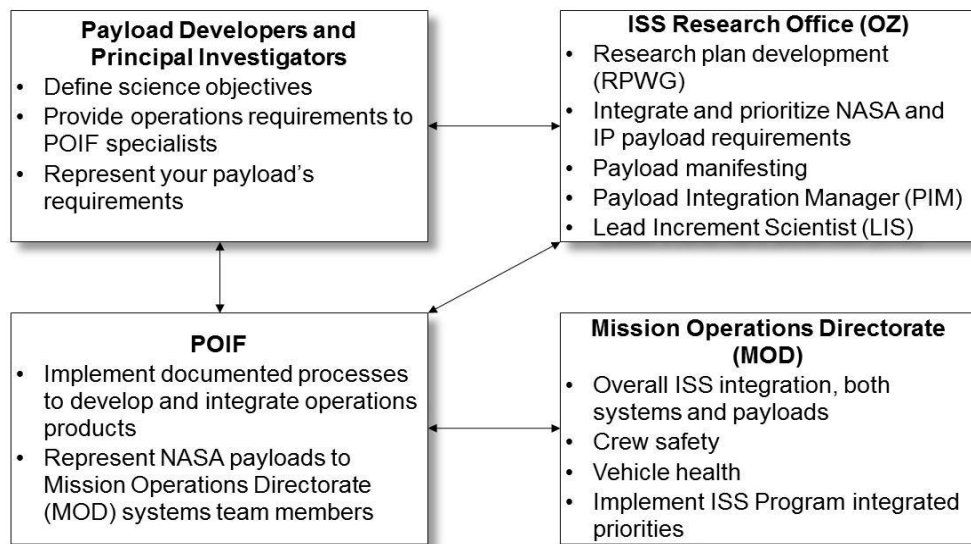 Payload Developers and
Principal Investigators
• Define science objectives
• Provide operations requirements to
POIF specialists
• Represent your payload’s
requirements
ISS Research Office (OZ)
• Research plan development
(RPWG)
• Integrate and prioritize NASA and
IP payload requirements
• Payload manifesting
• Payload Integration Manager (PIM)
• Lead Increment Scientist (LIS)
POIF
• Implement documented processes
to develop and integrate operations
products
• Represent NASA payloads to
Mission Operations Directorate
(MOD) systems team members
Mission Operations Directorate
(MOD)
• Overall ISS integration, both
systems and payloads
• Crew safety
• Vehicle health
• Implement ISS Program integrated
priorities